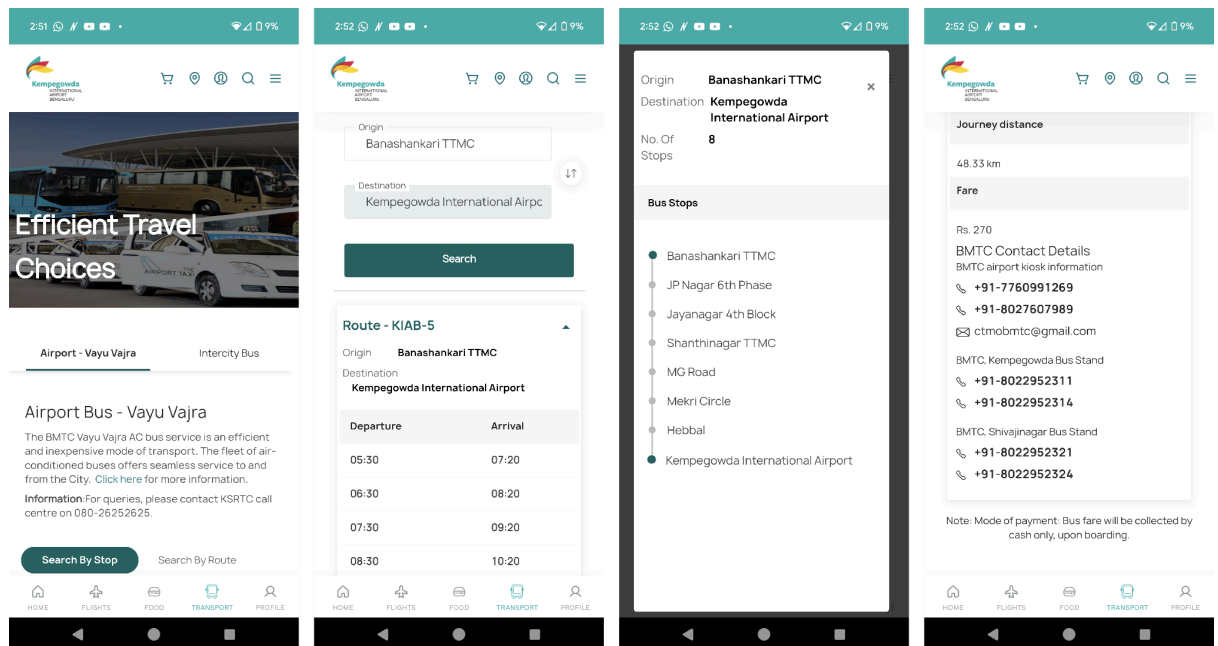 2:51
9%
Kempegowda
INTERNATIONAL
AIRPORT
BENGALURU
Efficient Travel
Choices
AIRPORT TAXI
Airport - Vayu Vajra
Intercity Bus
Airport Bus - Vayu Vajra
The BMTC Vayu Vajra AC bus service is an efficient
and inexpensive mode of transport. The fleet of air-
conditioned buses offers seamless service to and
from the City. Click here for more information.
Information:For queries, please contact KSRTC call
centre on 080-26252625.
Search By Stop
Search By Route
HOME
FLIGHTS
FOOD
TRANSPORT
PROFILE
2:52
9%
Kempegowda
INTERNATIONAL
AIRPORT
BENGALURU
Origin
Banashankari TTMC
Destination
Kempegowda International Airpc
Search
Route - KIAB-5
Origin Banashankari TTMC
Destination
Kempegowda International Airport
Departure Arrival
05:30 07:20
06:30 08:20
07:30 09:20
08:30 10:20
HOME
FLIGHTS
FOOD
TRANSPORT
PROFILE
2:52
9%
Origin Banashankari TTMC
×
Destination Kempegowda
International Airport
No. Of 8
Stops
Bus Stops
Banashankari TTMC
JP Nagar 6th Phase
Jayanagar 4th Block
Shanthinagar TTMC
MG Road
Mekri Circle
Hebbal
Kempegowda International Airport
2:52
9%
Kempegowda
INTERNATIONAL
AIRPORT
BENGALURU
Journey distance
48.33 km
Fare
Rs. 270
BMTC Contact Details
BMTC airport kiosk information
+91-7760991269
+91-8027607989
ctmobmtc@gmail.com
BMTC, Kempegowda Bus Stand
+91-8022952311
+91-8022952314
BMTC, Shivajinagar Bus Stand
+91-8022952321
+91-8022952324
Note: Mode of payment: Bus fare will be collected by
cash only, upon boarding.
HOME
FLIGHTS
FOOD
TRANSPORT
PROFILE